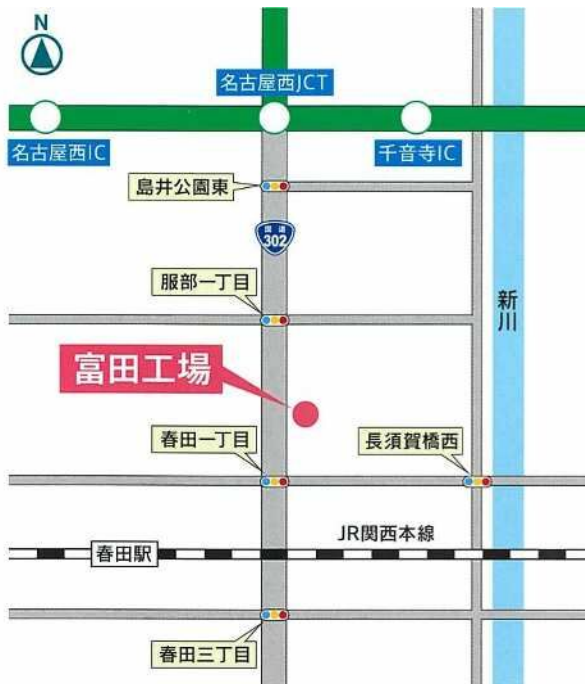 N
名古屋西JCT
名古屋西IC
千音寺IC
島井公園東
国道
302
服部一丁目
新川
富田工場
春田一丁目
長須賀橋西
JR関西本線
春田駅
春田三丁目